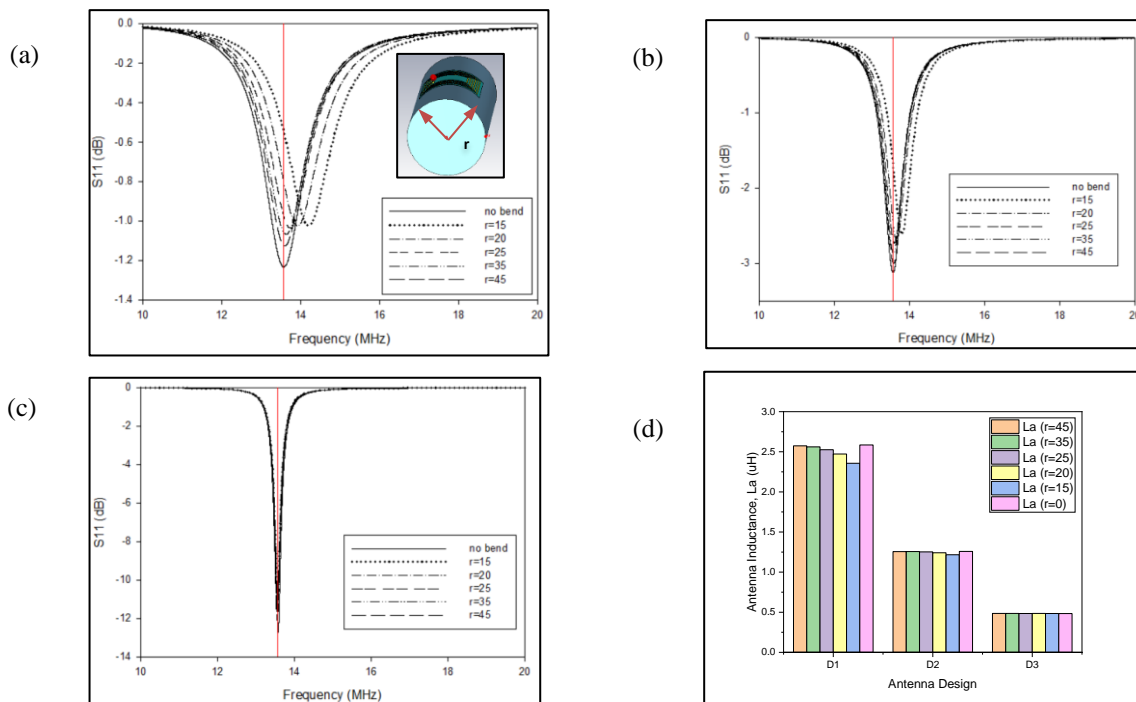 (a)
0.0
-0.2
-0.4
-0.6
-0.8
-1.0
-1.2
-1.4
S11 (dB)
r
no bend
r=15
r=20
r=25
r=35
r=45
10 12 14 16 18 20
Frequency (MHz)
(b)
0
-1
-2
-3
S11 (dB)
no bend
r=15
r=20
r=25
r=35
r=45
10 12 14 16 18 20
Frequency (MHz)
(c)
0
-2
-4
-6
-8
-10
-12
-14
S11 (dB)
no bend
r=15
r=20
r=25
r=35
r=45
10 12 14 16 18 20
Frequency (MHz)
(d)
3.0
2.5
2.0
1.5
1.0
0.5
0.0
Antenna Inductance, La (uH)
La (r=45)
La (r=35)
La (r=25)
La (r=20)
La (r=15)
La (r=0)
D1 D2 D3
Antenna Design